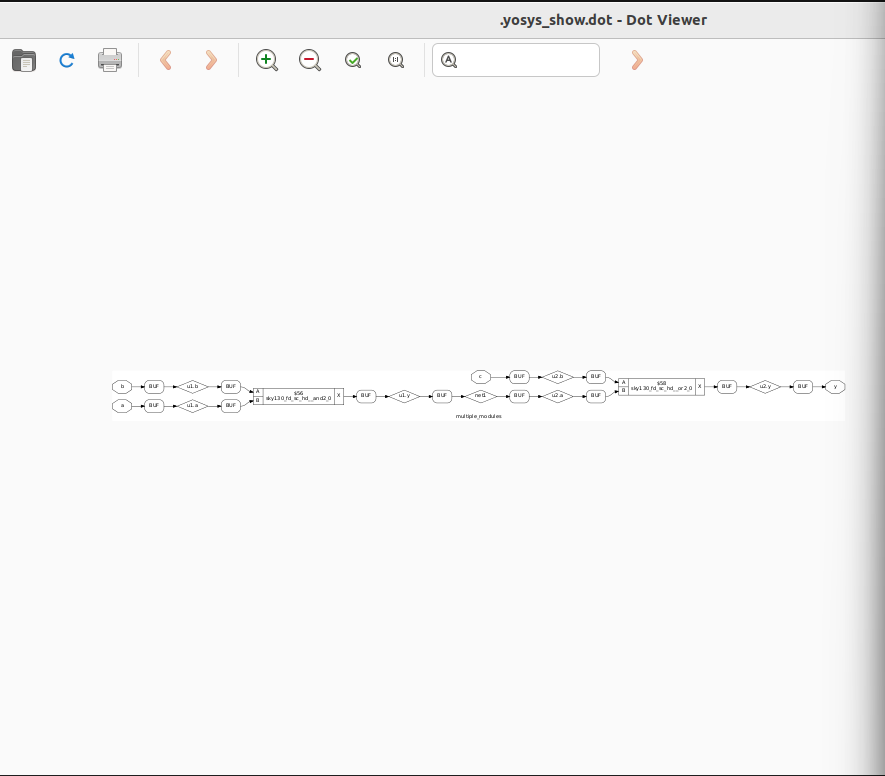 .yosys_show.dot - Dot Viewer
c BUF u2.b BUF
b BUF u1.b BUF
A $56 X
sky130_fd_sc_hd__and2_0
B
A $58 X
sky130_fd_sc_hd__or2_0
B
BUF u2.y BUF y
BUF u1.y BUF net1 BUF u2.a BUF
a BUF u1.a BUF
multiple_modules